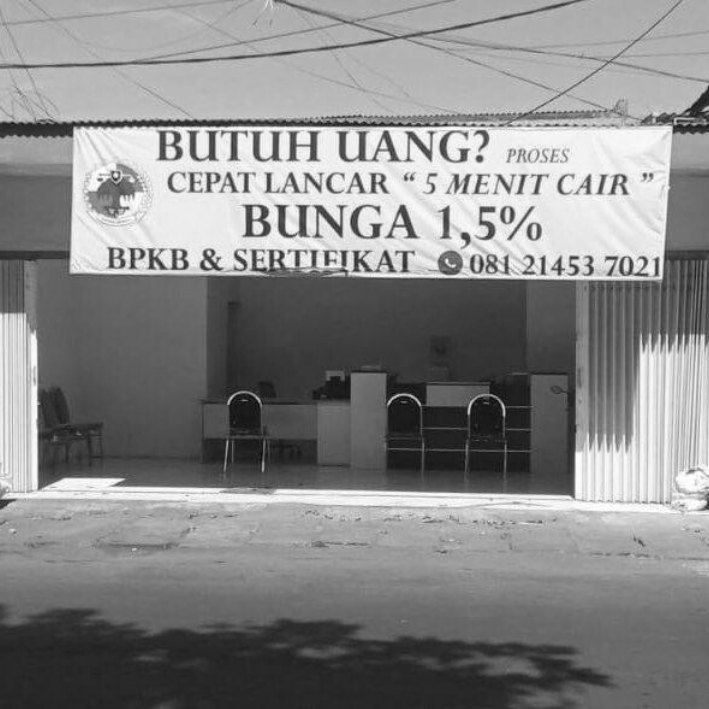 BUTUH UANG? PROSES
CEPAT LANCAR “ 5 MENIT CAIR ”
BUNGA 1,5%
BPKB & SERTIFIKAT 081 21453 7021